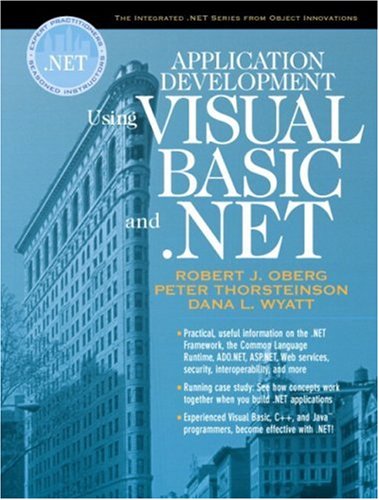 THE INTEGRATED .NET SERIES FROM OBJECT INNOVATIONS
EXPERT PRACTITIONERS
.NET
SEASONED INSTRUCTORS
APPLICATION
DEVELOPMENT
Using VISUAL
BASIC
and .NET
ROBERT J. OBERG
PETER THORSTEINSON
DANA L. WYATT
Practical, useful information on the .NET
Framework, the Common Language
Runtime, ADO.NET, ASP.NET, Web services,
security, interoperability, and more
Running case study: See how concepts work
together when you build .NET applications
Experienced Visual Basic, C++, and Java™
programmers, become effective with .NET!